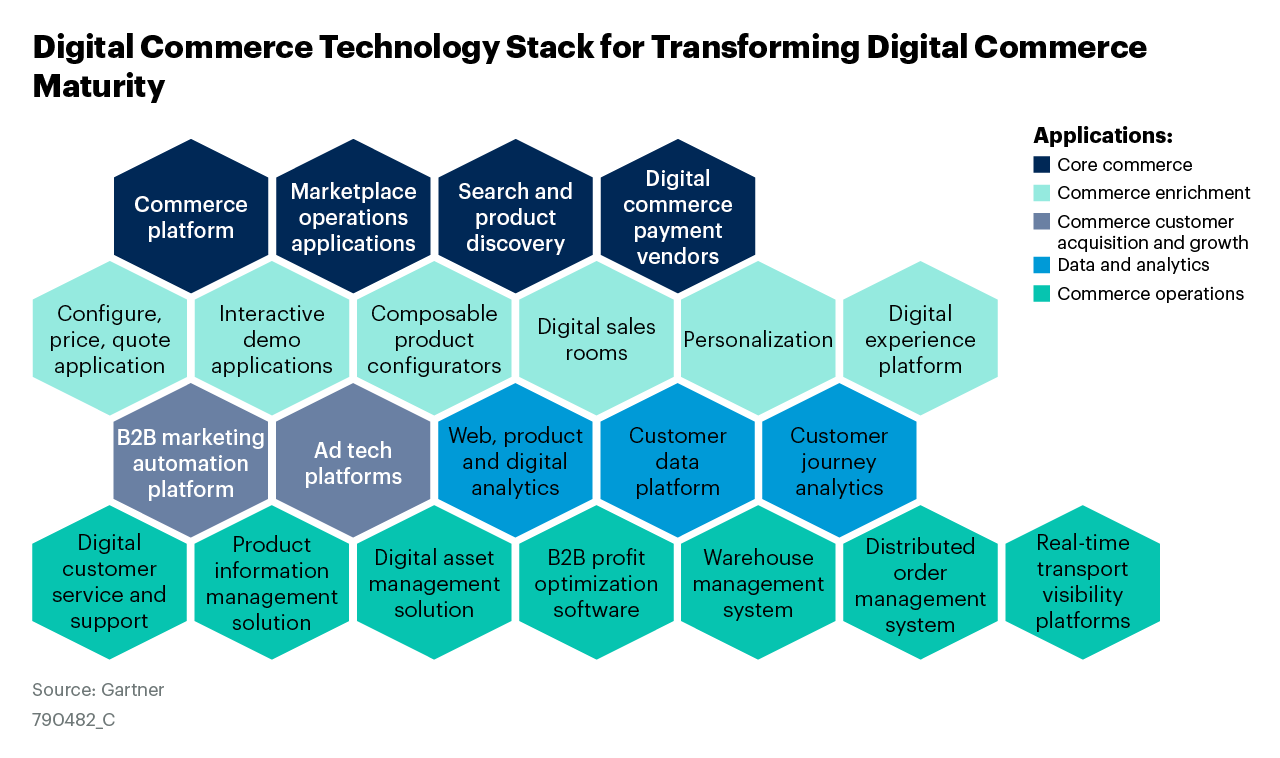 Digital Commerce Technology Stack for Transforming Digital Commerce
Maturity
Applications:
Core commerce
Commerce enrichment
Commerce customer
acquisition and growth
Data and analytics
Commerce operations
Commerce
platform
Marketplace
operations
applications
Search and
product
discovery
Digital
commerce
payment
vendors
Configure,
price, quote
application
Interactive
demo
applications
Composable
product
configurators
Digital sales
rooms
Personalization
Digital
experience
platform
B2B marketing
automation
platform
Ad tech
platforms
Web, product
and digital
analytics
Customer
data
platform
Customer
journey
analytics
Digital
customer
service and
support
Product
information
management
solution
Digital asset
management
solution
B2B profit
optimization
software
Warehouse
management
system
Distributed
order
management
system
Real-time
transport
visibility
platforms
Source: Gartner
790482_C